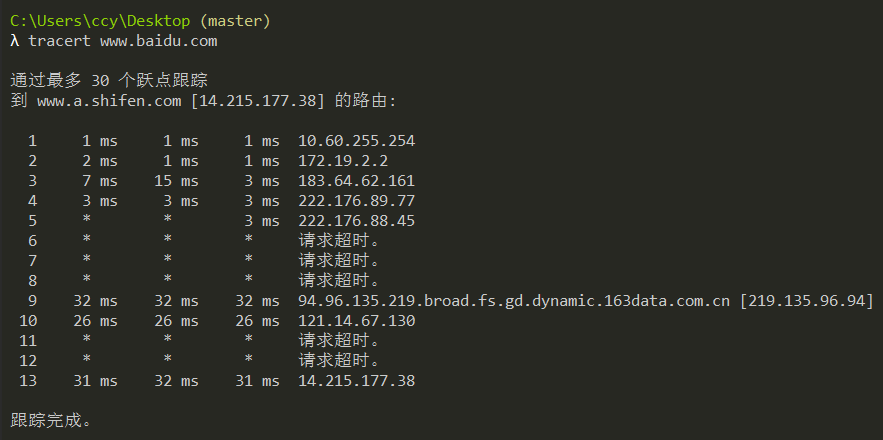 C:\Users\ccy\Desktop (master)
λ tracert www.baidu.com
通过最多 30 个跃点跟踪
到 www.a.shifen.com [14.215.177.38] 的路由:
1 1 ms 1 ms 1 ms 10.60.255.254
2 2 ms 1 ms 1 ms 172.19.2.2
3 7 ms 15 ms 3 ms 183.64.62.161
4 3 ms 3 ms 3 ms 222.176.89.77
5 * * 3 ms 222.176.88.45
6 * * * 请求超时。
7 * * * 请求超时。
8 * * * 请求超时。
9 32 ms 32 ms 32 ms 94.96.135.219.broad.fs.gd.dynamic.163data.com.cn [219.135.96.94]
10 26 ms 26 ms 26 ms 121.14.67.130
11 * * * 请求超时。
12 * * * 请求超时。
13 31 ms 32 ms 31 ms 14.215.177.38
跟踪完成。